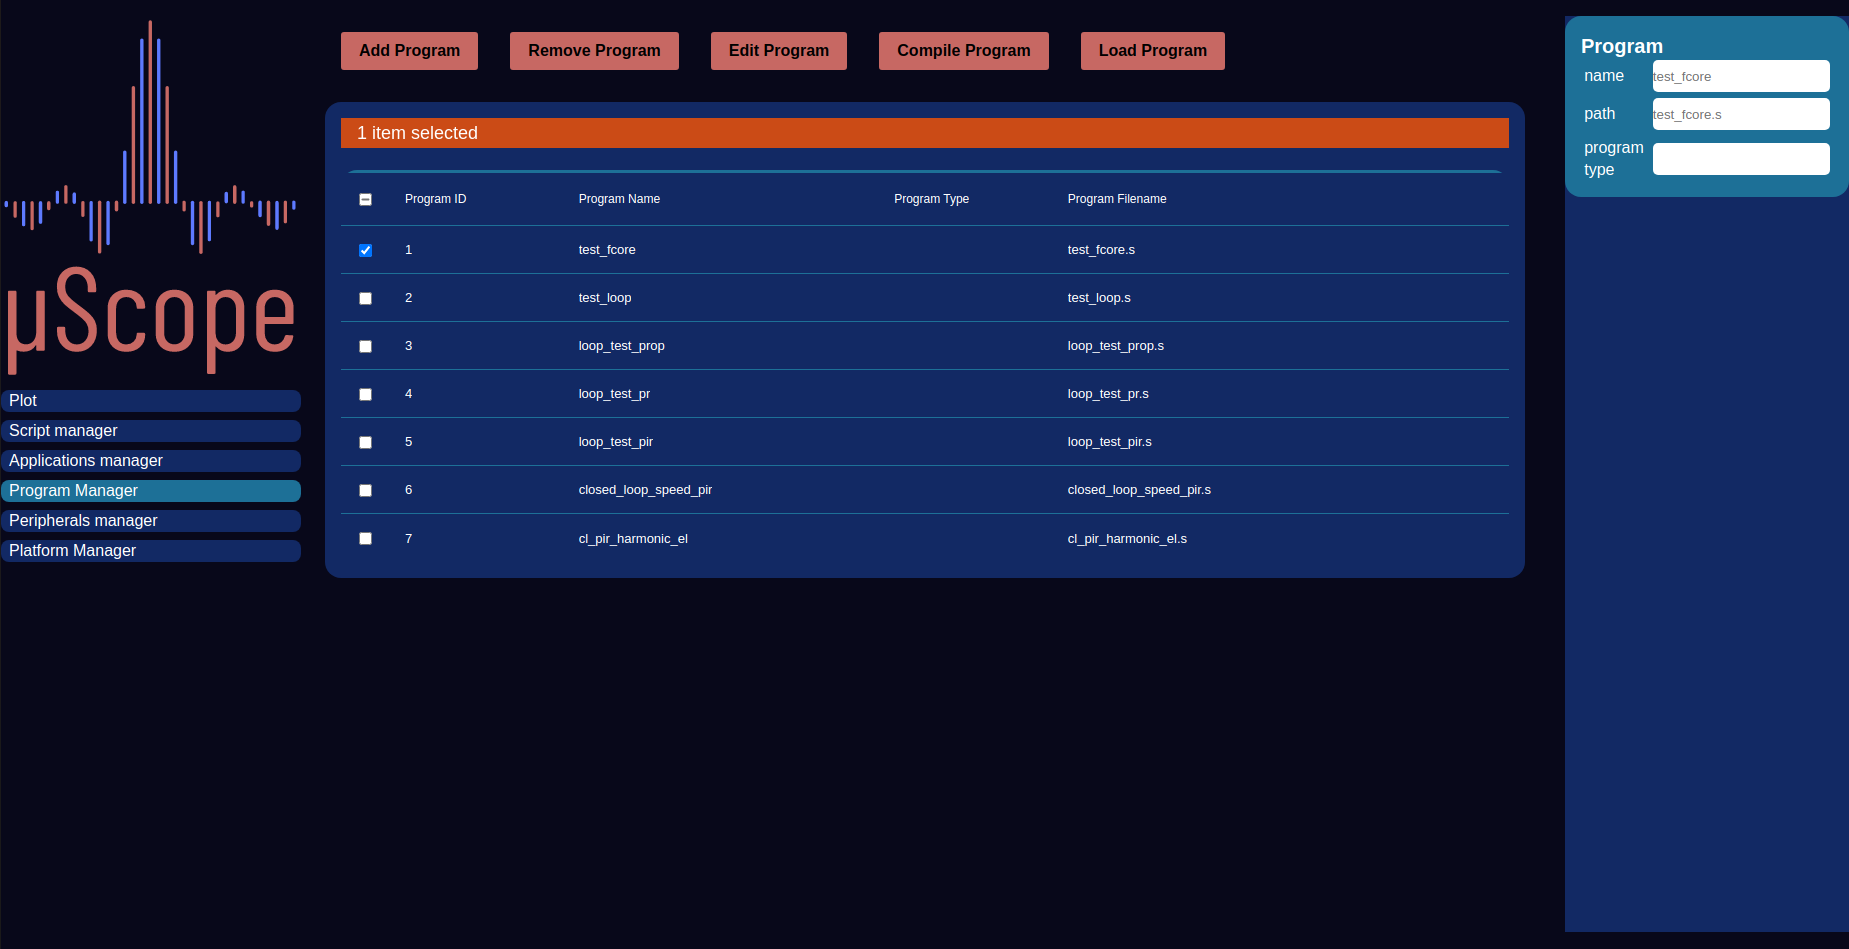 µScope
Plot
Script manager
Applications manager
Program Manager
Peripherals manager
Platform Manager
Add Program Remove Program Edit Program Compile Program Load Program
1 item selected
Program ID Program Name Program Type Program Filename
1 test_fcore test_fcore.s
2 test_loop test_loop.s
3 loop_test_prop loop_test_prop.s
4 loop_test_pr loop_test_pr.s
5 loop_test_pir loop_test_pir.s
6 closed_loop_speed_pir closed_loop_speed_pir.s
7 cl_pir_harmonic_el cl_pir_harmonic_el.s
Program
name test_fcore
path test_fcore.s
program
type